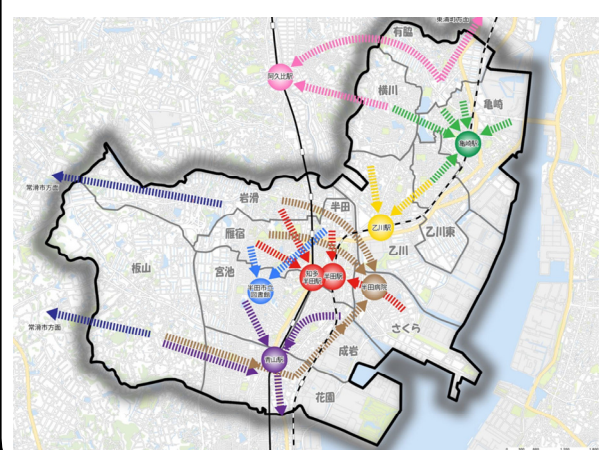 東浦町方面
有脇
阿久比駅
横川
亀崎
亀崎駅
常滑市方面
岩滑
半田
乙川駅
乙川
乙川東
雁宿
板山
宮池
知多
半田駅
半田駅
半田市立
図書館
半田病院
さくら
常滑市方面
青山駅
成岩
花園